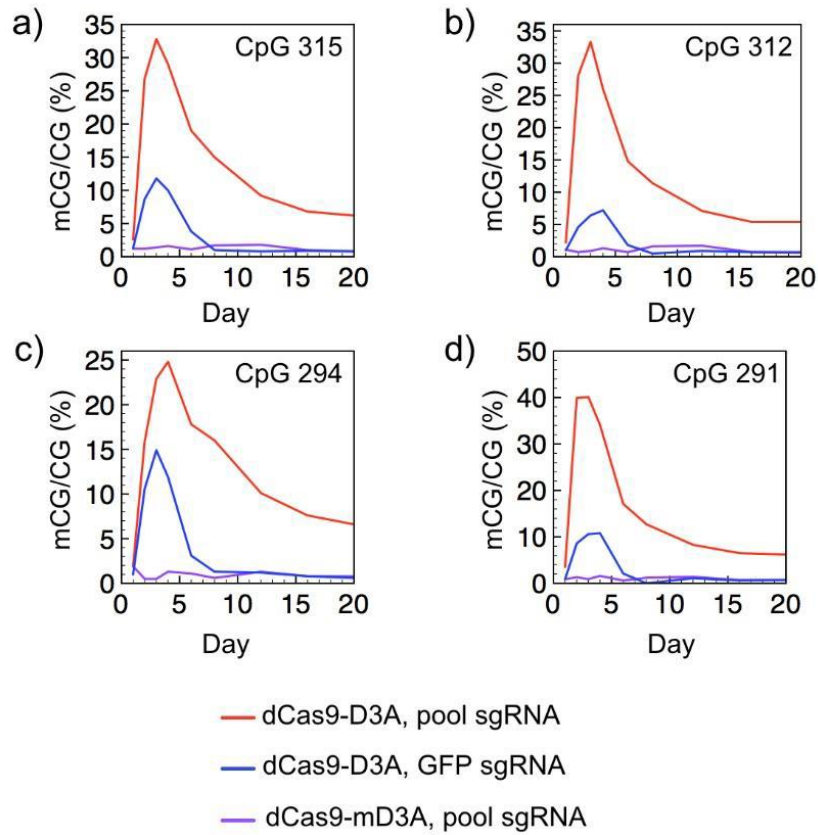 a)
CpG 315
mCG/CG (%)
35
30
25
20
15
10
5
0
0 5 10 15 20
Day
b)
CpG 312
mCG/CG (%)
35
30
25
20
15
10
5
0
0 5 10 15 20
Day
c)
CpG 294
mCG/CG (%)
25
20
15
10
5
0
0 5 10 15 20
Day
d)
CpG 291
mCG/CG (%)
50
40
30
20
10
0
0 5 10 15 20
Day
dCas9-D3A, pool sgRNA
dCas9-D3A, GFP sgRNA
dCas9-mD3A, pool sgRNA